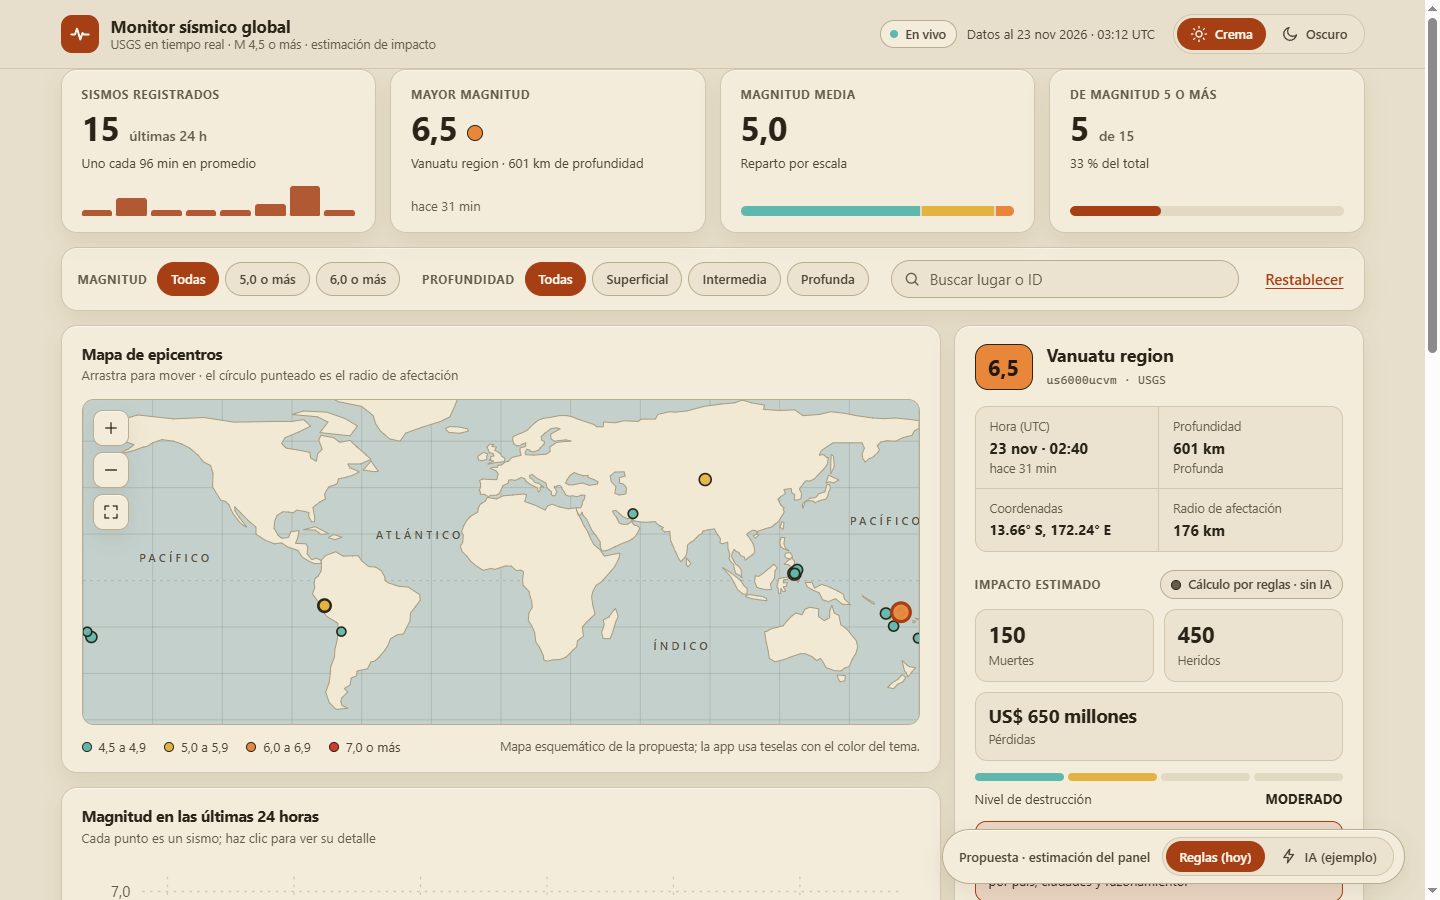 Monitor sísmico global
USGS en tiempo real · M 4,5 o más · estimación de impacto
En vivo
Datos al 23 nov 2026 · 03:12 UTC
Crema
Oscuro
SISMOS REGISTRADOS
15 últimas 24 h
Uno cada 96 min en promedio
MAYOR MAGNITUD
6,5
Vanuatu region · 601 km de profundidad
hace 31 min
MAGNITUD MEDIA
5,0
Reparto por escala
DE MAGNITUD 5 O MÁS
5 de 15
33 % del total
MAGNITUD
Todas
5,0 o más
6,0 o más
PROFUNDIDAD
Todas
Superficial
Intermedia
Profunda
Buscar lugar o ID
Restablecer
Mapa de epicentros
Arrastra para mover · el círculo punteado es el radio de afectación
PACÍFICO
ATLÁNTICO
ÍNDICO
PACÍFICO
4,5 a 4,9
5,0 a 5,9
6,0 a 6,9
7,0 o más
Mapa esquemático de la propuesta; la app usa teselas con el color del tema.
Magnitud en las últimas 24 horas
Cada punto es un sismo; haz clic para ver su detalle
7,0
6,5
Vanuatu region
us6000ucvm · USGS
Hora (UTC)
23 nov · 02:40
hace 31 min
Profundidad
601 km
Profunda
Coordenadas
13.66° S, 172.24° E
Radio de afectación
176 km
IMPACTO ESTIMADO
Cálculo por reglas · sin IA
150
Muertes
450
Heridos
US$ 650 millones
Pérdidas
Nivel de destrucción
MODERADO
Propuesta · estimación del panel
Reglas (hoy)
IA (ejemplo)
por país, ciudades y razonamiento.